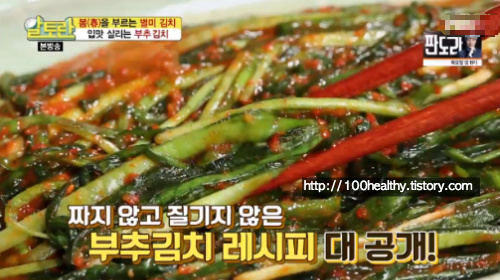 알토란
본방송
봄(春)을 부르는 별미 김치
입맛 살리는 부추김치
판도라
http://100healthy.tistory.com
짜지 않고 질기지 않은
부추김치 레시피 대 공개!